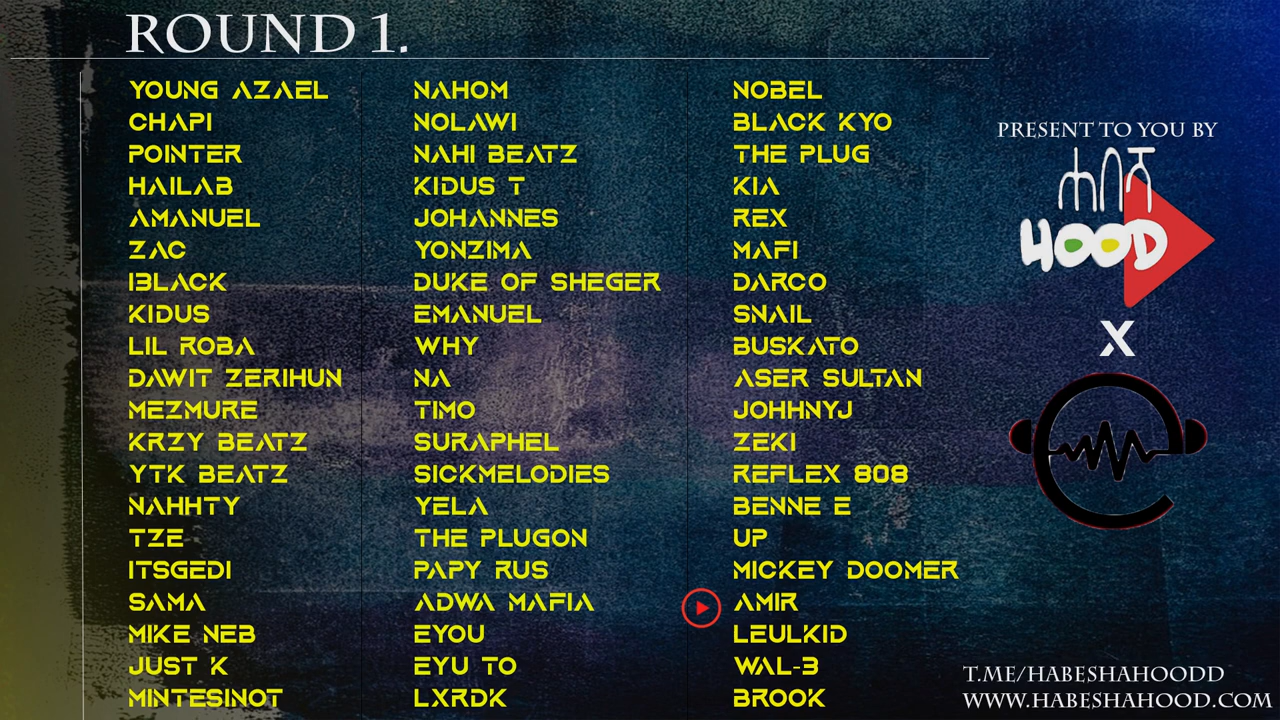 ROUND 1.
YOUNG AZAEL
CHAPI
POINTER
HAILAB
AMANUEL
ZAC
IBLACK
KIDUS
LIL ROBA
DAWIT ZERIHUN
MEZMURE
KRZY BEATZ
YTK BEATZ
NAHHTY
TZE
ITSGEDI
SAMA
MIKE NEB
JUST K
MINTESINOT
NAHOM
NOLAWI
NAHI BEATZ
KIDUS T
JOHANNES
YONZIMA
DUKE OF SHEGER
EMANUEL
WHY
NA
TIMO
SURAPHEL
SICKMELODIES
YELA
THE PLUGON
PAPY RUS
ADWA MAFIA
EYOU
EYU TO
LXRDK
NOBEL
BLACK KYO
THE PLUG
KIA
REX
MAFI
DARCO
SNAIL
BUSKATO
ASER SULTAN
JOHHNYJ
ZEKI
REFLEX 808
BENNE E
UP
MICKEY DOOMER
AMIR
LEULKID
WAL-B
BROOK
PRESENT TO YOU BY
ሐበሻ
HOOD
X
T.ME/HABESHAHOODD
WWW.HABESHAHOOD.COM